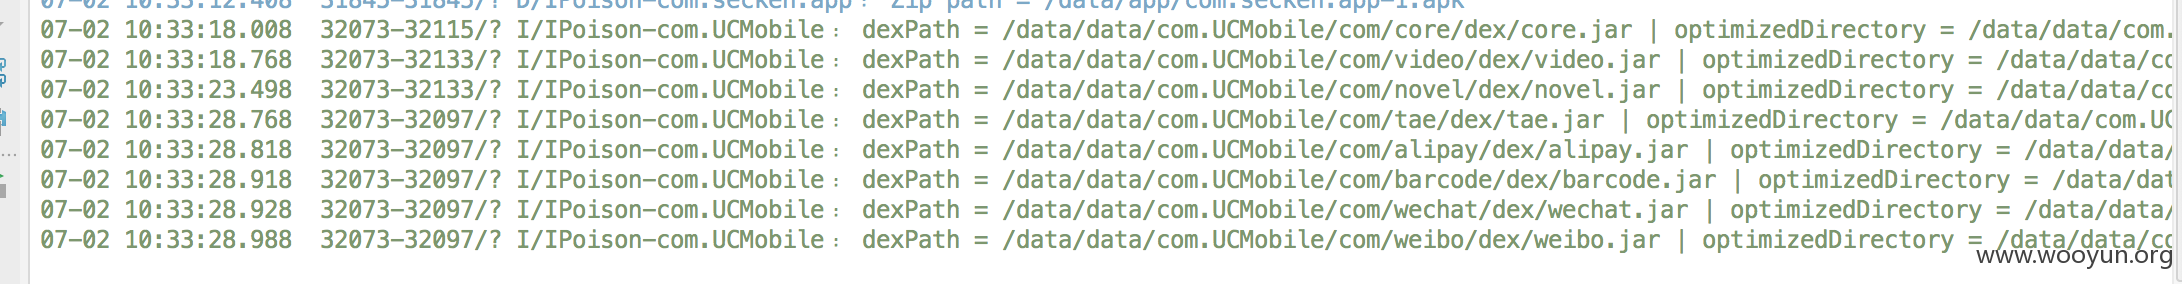 07-02 10:33:12.408 31845-31845/? D/IPoison-com.secken.app: Zip path = /data/app/com.secken.app-1.apk
07-02 10:33:18.008 32073-32115/? I/IPoison-com.UCMobile: dexPath = /data/data/com.UCMobile/com/core/dex/core.jar | optimizedDirectory = /data/data/com.
07-02 10:33:18.768 32073-32133/? I/IPoison-com.UCMobile: dexPath = /data/data/com.UCMobile/com/video/dex/video.jar | optimizedDirectory = /data/data/co
07-02 10:33:23.498 32073-32133/? I/IPoison-com.UCMobile: dexPath = /data/data/com.UCMobile/com/novel/dex/novel.jar | optimizedDirectory = /data/data/co
07-02 10:33:28.768 32073-32097/? I/IPoison-com.UCMobile: dexPath = /data/data/com.UCMobile/com/tae/dex/tae.jar | optimizedDirectory = /data/data/com.UC
07-02 10:33:28.818 32073-32097/? I/IPoison-com.UCMobile: dexPath = /data/data/com.UCMobile/com/alipay/dex/alipay.jar | optimizedDirectory = /data/data/
07-02 10:33:28.918 32073-32097/? I/IPoison-com.UCMobile: dexPath = /data/data/com.UCMobile/com/barcode/dex/barcode.jar | optimizedDirectory = /data/dat
07-02 10:33:28.928 32073-32097/? I/IPoison-com.UCMobile: dexPath = /data/data/com.UCMobile/com/wechat/dex/wechat.jar | optimizedDirectory = /data/data/
07-02 10:33:28.988 32073-32097/? I/IPoison-com.UCMobile: dexPath = /data/data/com.UCMobile/com/weibo/dex/weibo.jar | optimizedDirectory = /data/data/co
www.wooyun.org